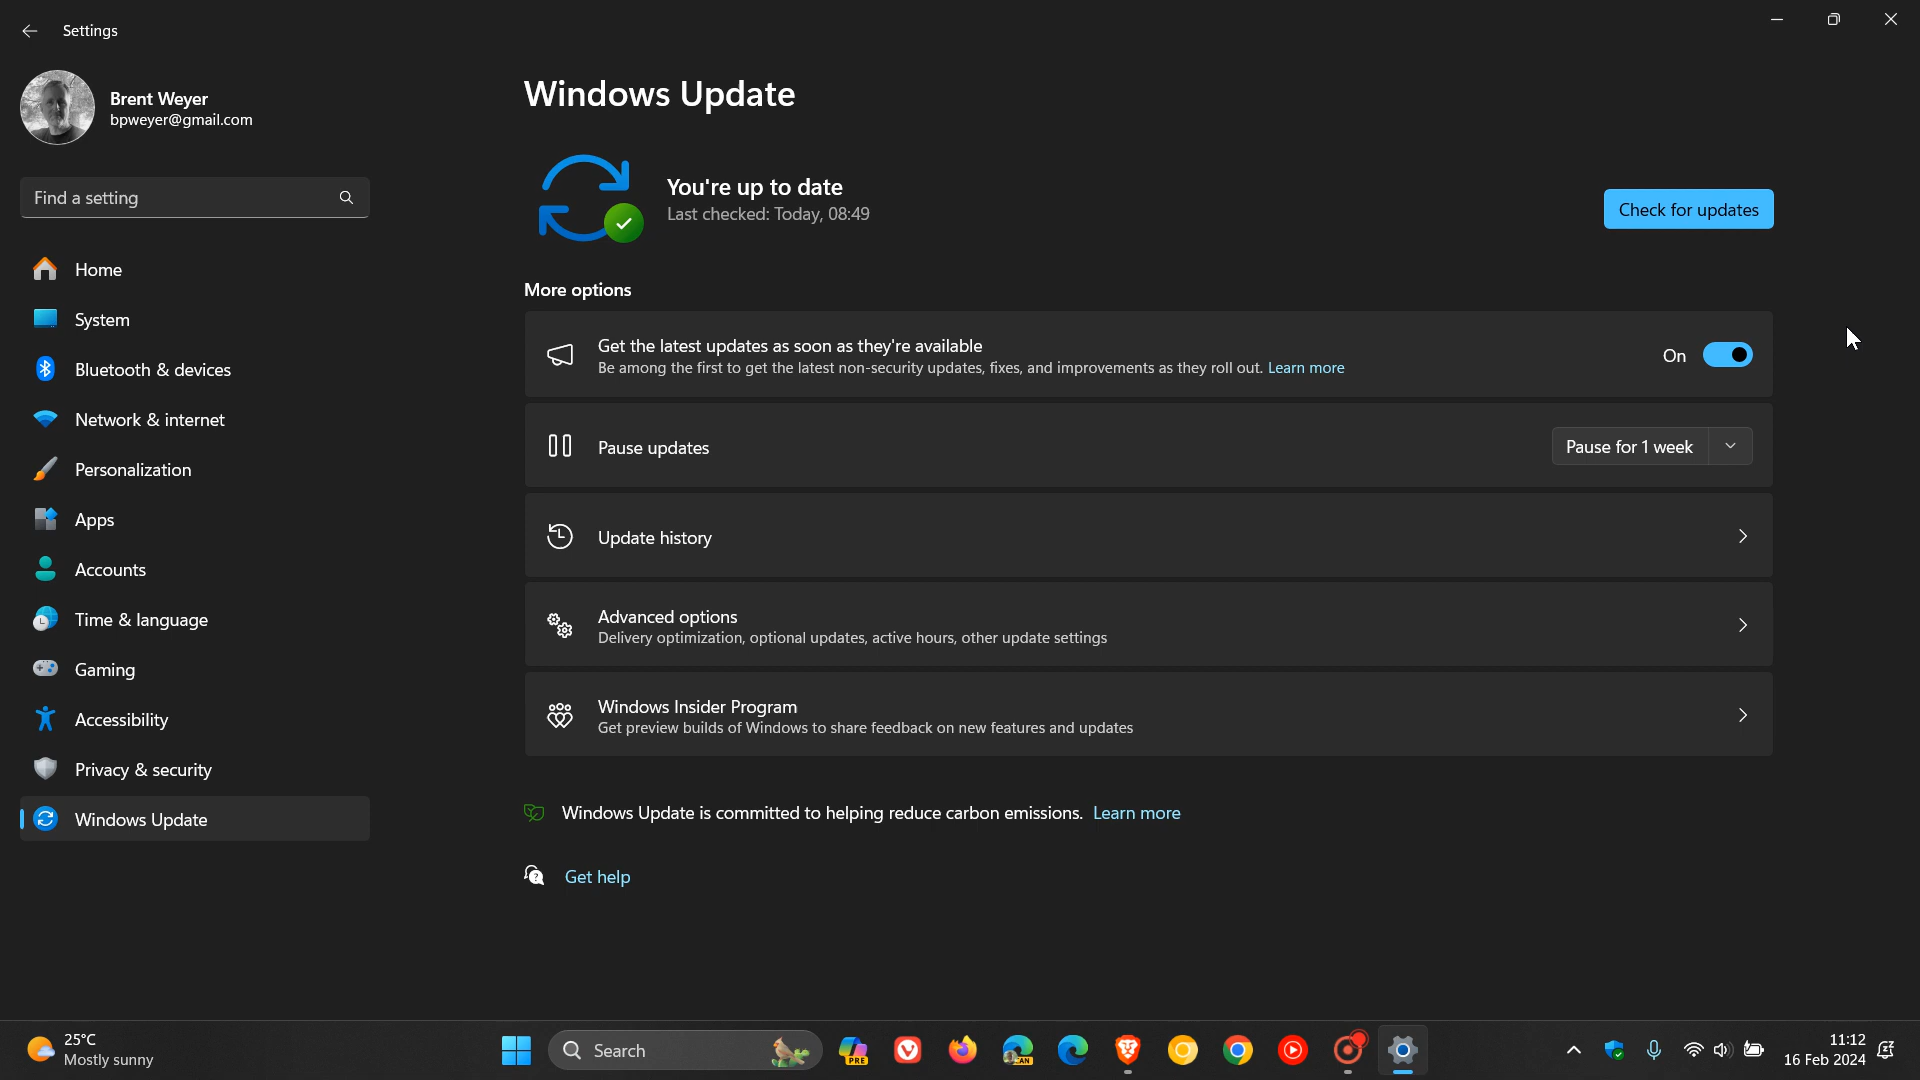 Settings
Brent Weyer
bpweyer@gmail.com
Find a setting
Home
System
Bluetooth & devices
Network & internet
Personalization
Apps
Accounts
Time & language
Gaming
Accessibility
Privacy & security
Windows Update
Windows Update
You're up to date
Last checked: Today, 08:49
Check for updates
More options
Get the latest updates as soon as they're available
Be among the first to get the latest non-security updates, fixes, and improvements as they roll out. Learn more
On
Pause updates
Pause for 1 week
Update history
Advanced options
Delivery optimization, optional updates, active hours, other update settings
Windows Insider Program
Get preview builds of Windows to share feedback on new features and updates
Windows Update is committed to helping reduce carbon emissions. Learn more
Get help
25°C
Mostly sunny
Search
PRE
CAN
11:12
16 Feb 2024